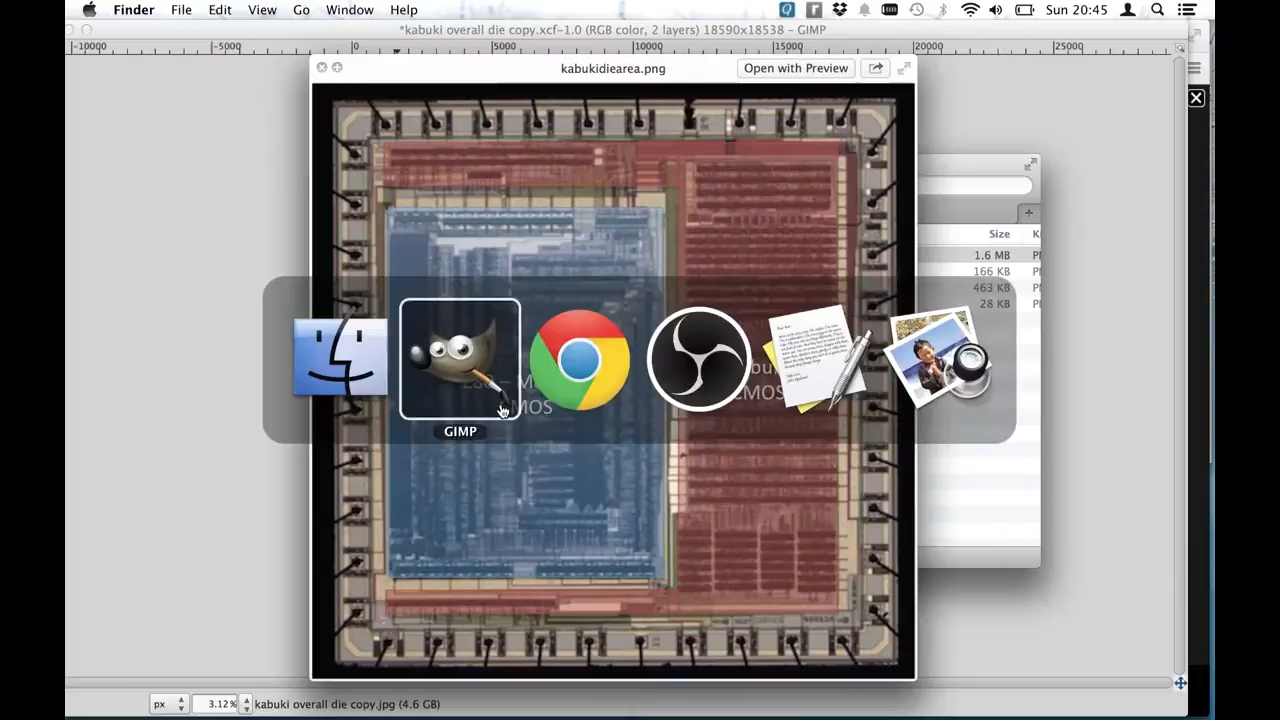 Finder File Edit View Go Window Help Sun 20:45
*kabuki overall die copy.xcf-1.0 (RGB color, 2 layers) 18590x18538 – GIMP
-10000 -5000 0 5000 10000 15000 20000 25000
kabukidiearea.png Open with Preview
Size
1.6 MB
166 KB
463 KB
28 KB
CMOS
GIMP
px 3.12% kabuki overall die copy.jpg (4.6 GB)